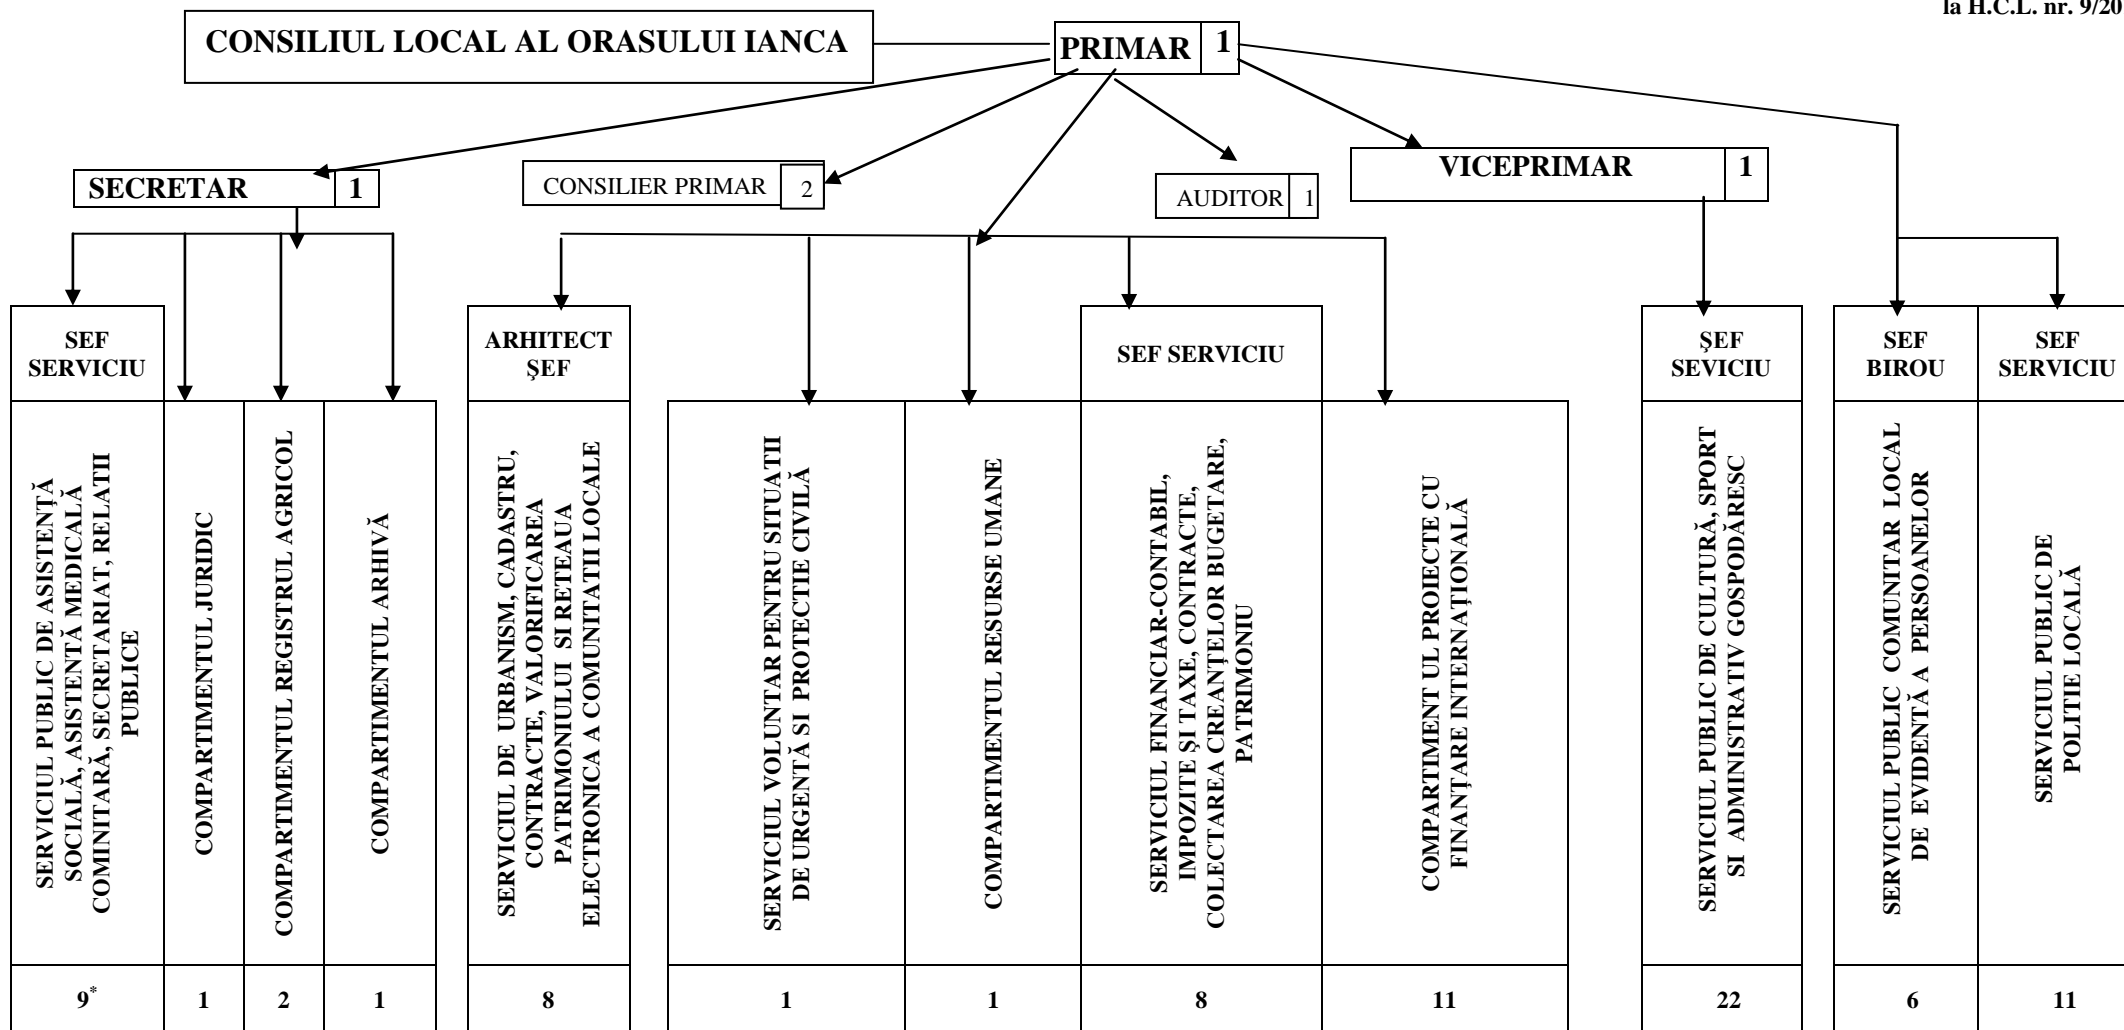 la H.C.L. nr. 9/20
CONSILIUL LOCAL AL ORASULUI IANCA
PRIMAR 1
SECRETAR 1
CONSILIER PRIMAR 2
AUDITOR 1
VICEPRIMAR 1
SEF
SERVICIU
ARHITECT
ŞEF
SEF SERVICIU
ŞEF
SEVICIU
SEF
BIROU
SEF
SERVICIU
SERVICIUL PUBLIC DE ASISTENŢĂ
SOCIALĂ, ASISTENTĂ MEDICALĂ
COMINITARĂ, SECRETARIAT, RELATII
PUBLICE
COMPARTIMENTUL JURIDIC
COMPARTIMENTUL REGISTRUL AGRICOL
COMPARTIMENTUL ARHIVĂ
SERVICIUL DE URBANISM, CADASTRU,
CONTRACTE, VALORIFICAREA
PATRIMONIULUI SI RETEAUA
ELECTRONICA A COMUNITATII LOCALE
SERVICIUL VOLUNTAR PENTRU SITUATII
DE URGENTĂ SI PROTECTIE CIVILĂ
COMPARTIMENTUL RESURSE UMANE
SERVICIUL FINANCIAR-CONTABIL,
IMPOZITE ŞI TAXE, CONTRACTE,
COLECTAREA CREANŢELOR BUGETARE,
PATRIMONIU
COMPARTIMENT UL PROIECTE CU
FINANŢARE INTERNAŢIONALĂ
SERVICIUL PUBLIC DE CULTURĂ, SPORT
SI ADMINISTRATIV GOSPODĂRESC
SERVICIUL PUBLIC COMUNITAR LOCAL
DE EVIDENTĂ A PERSOANELOR
SERVICIUL PUBLIC DE
POLITIE LOCALĂ
9* 1 2 1 8 1 1 8 11 22 6 11